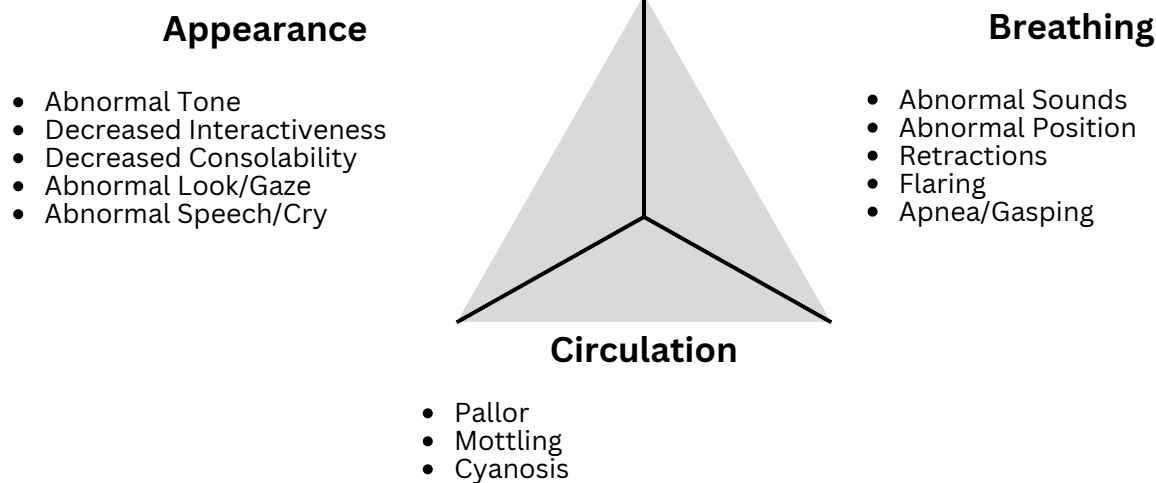 Appearance
• Abnormal Tone
• Decreased Interactiveness
• Decreased Consolability
• Abnormal Look/Gaze
• Abnormal Speech/Cry
Breathing
• Abnormal Sounds
• Abnormal Position
• Retractions
• Flaring
• Apnea/Gasping
Circulation
• Pallor
• Mottling
• Cyanosis